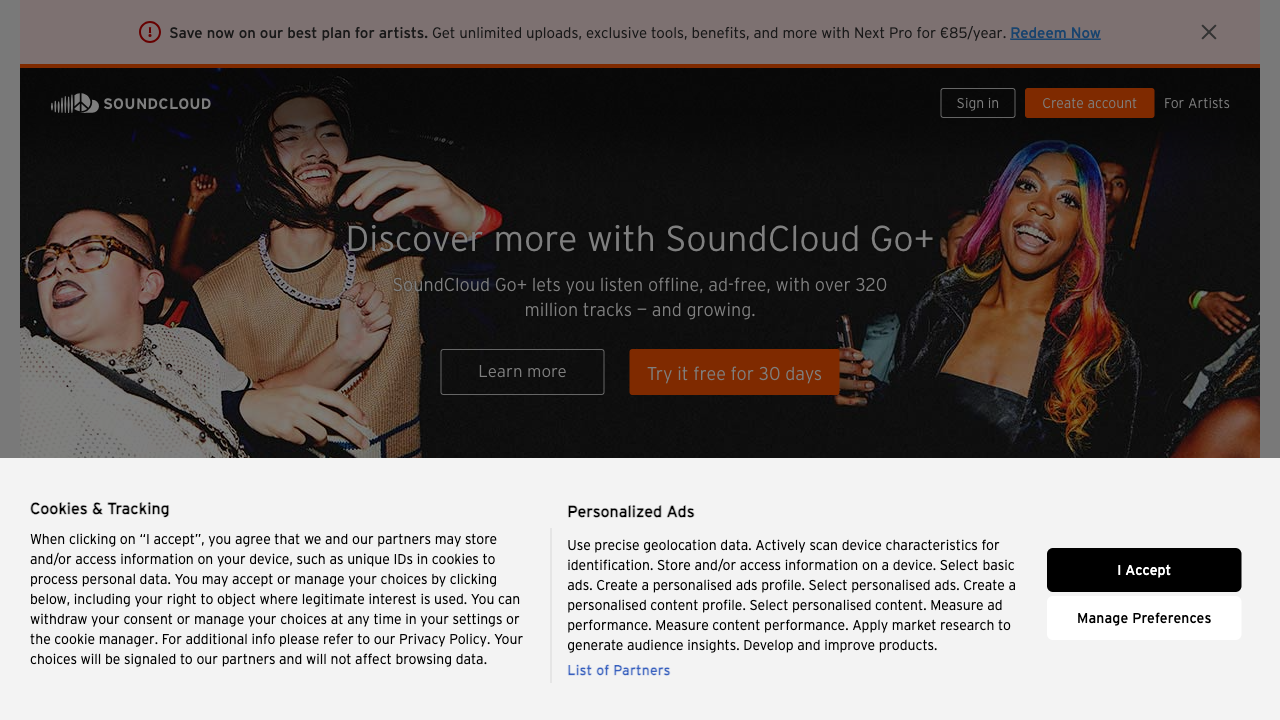 Save now on our best plan for artists. Get unlimited uploads, exclusive tools, benefits, and more with Next Pro for €85/year. Redeem Now
SOUNDCLOUD
Sign in
Create account
For Artists
Discover more with SoundCloud Go+
SoundCloud Go+ lets you listen offline, ad-free, with over 320
million tracks – and growing.
Learn more
Try it free for 30 days
Cookies & Tracking
When clicking on “I accept”, you agree that we and our partners may store
and/or access information on your device, such as unique IDs in cookies to
process personal data. You may accept or manage your choices by clicking
below, including your right to object where legitimate interest is used. You can
withdraw your consent or manage your choices at any time in your settings or
the cookie manager. For additional info please refer to our Privacy Policy. Your
choices will be signaled to our partners and will not affect browsing data.
Personalized Ads
Use precise geolocation data. Actively scan device characteristics for
identification. Store and/or access information on a device. Select basic
ads. Create a personalised ads profile. Select personalised ads. Create a
personalised content profile. Select personalised content. Measure ad
performance. Measure content performance. Apply market research to
generate audience insights. Develop and improve products.
List of Partners
I Accept
Manage Preferences